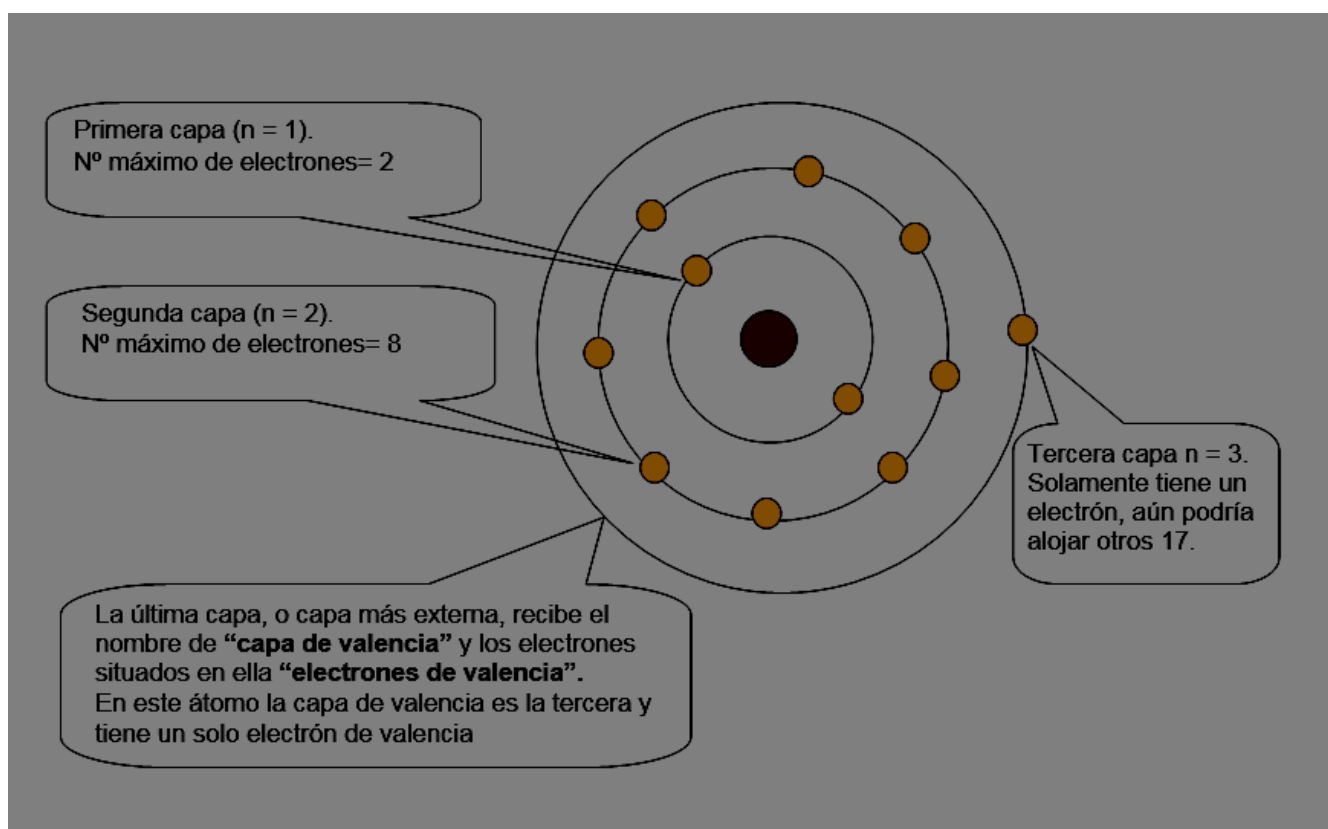 Primera capa (n = 1).
Nº máximo de electrones= 2
Segunda capa (n = 2).
Nº máximo de electrones= 8
Tercera capa n = 3.
Solamente tiene un
electrón, aún podría
alojar otros 17.
La última capa, o capa más externa, recibe el
nombre de “capa de valencia” y los electrones
situados en ella “electrones de valencia”.
En este átomo la capa de valencia es la tercera y
tiene un solo electrón de valencia